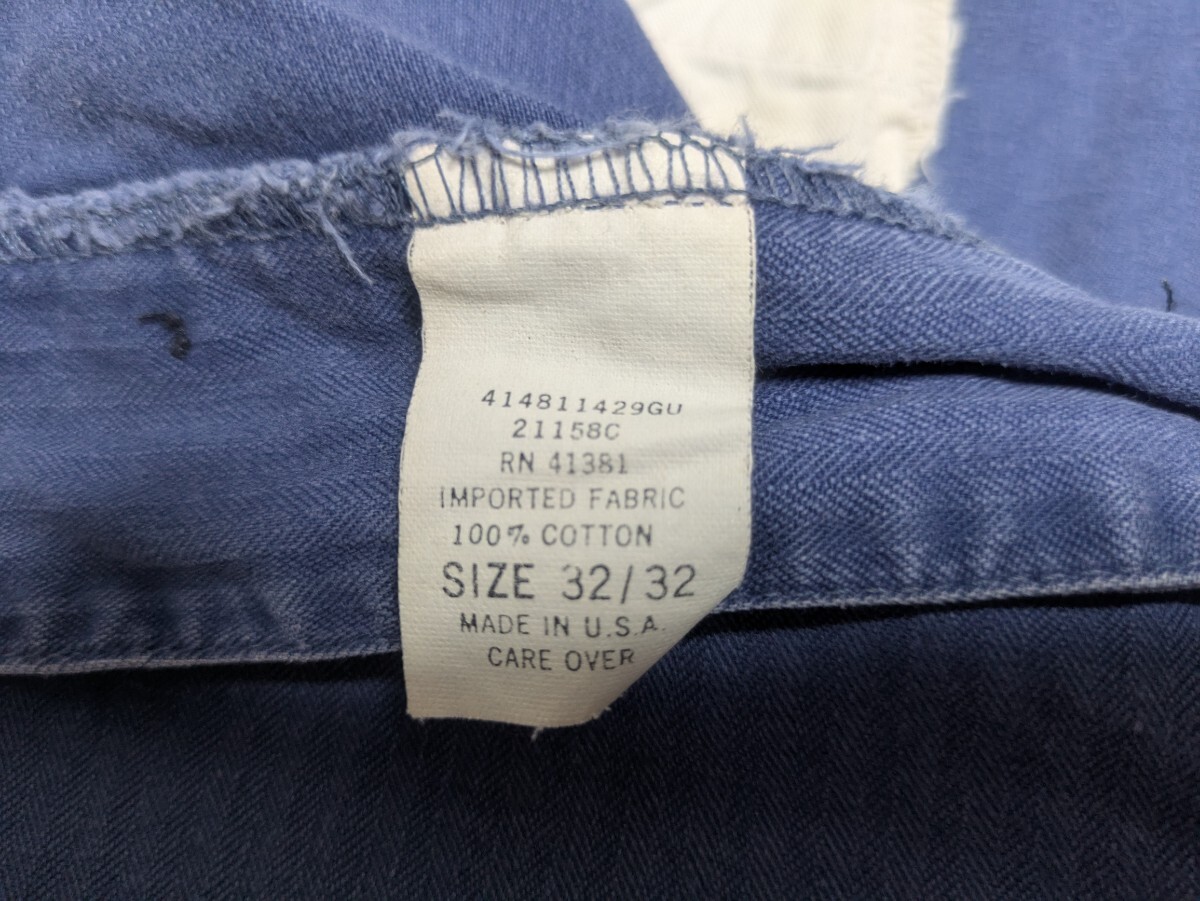 414811429GU
21158C
RN 41381
IMPORTED FABRIC
100% COTTON
SIZE 32/32
MADE IN U.S.A.
CARE OVER